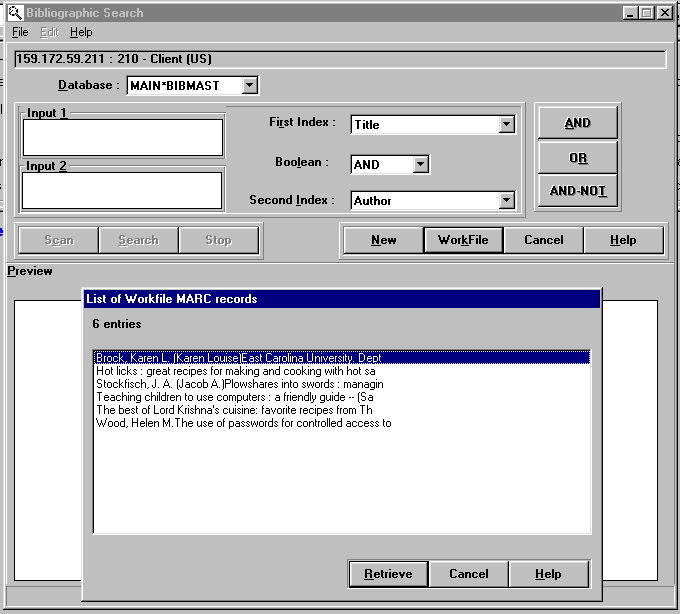 Bibliographic Search
File Edit Help
159.172.59.211 : 210 - Client (US)
Database : MAIN*BIBMAST
Input 1
First Index : Title
AND
Boolean : AND
OR
Input 2
Second Index : Author
AND-NOT
Scan Search Stop New WorkFile Cancel Help
Preview
List of Workfile MARC records
6 entries
Brock, Karen L. (Karen Louise)East Carolina University. Dept
Hot licks : great recipes for making and cooking with hot sa
Stockfisch, J. A. (Jacob A.)Plowshares into swords : managin
Teaching children to use computers : a friendly guide -- (Sa
The best of Lord Krishna's cuisine: favorite recipes from Th
Wood, Helen M.The use of passwords for controlled access to
Retrieve Cancel Help